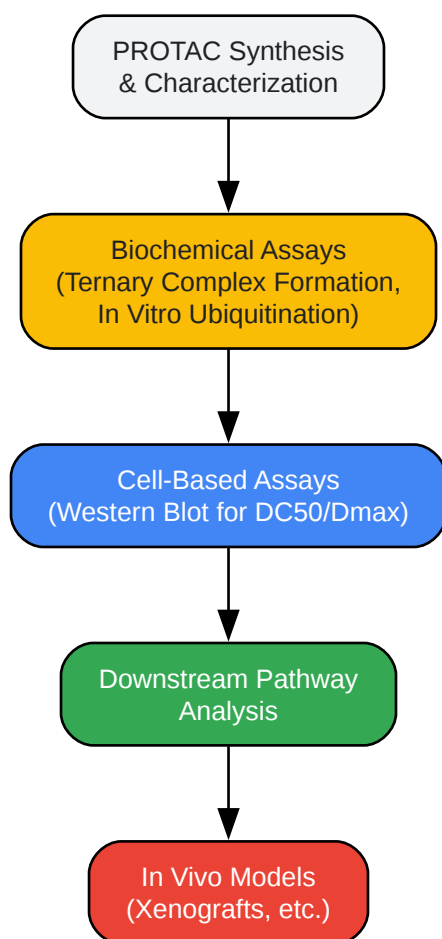 PROTAC Synthesis
& Characterization
Biochemical Assays
(Ternary Complex Formation,
In Vitro Ubiquitination)
Cell-Based Assays
(Western Blot for DC50/Dmax)
Downstream Pathway
Analysis
In Vivo Models
(Xenografts, etc.)